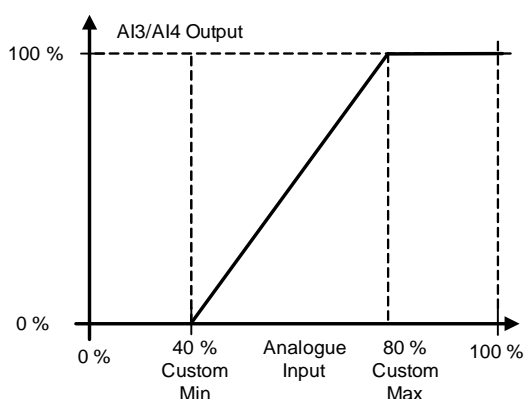 AI3/AI4 Output
100 %
0 %
0 %
40 %
Custom
Min
Analogue
Input
80 %
Custom
Max
100 %